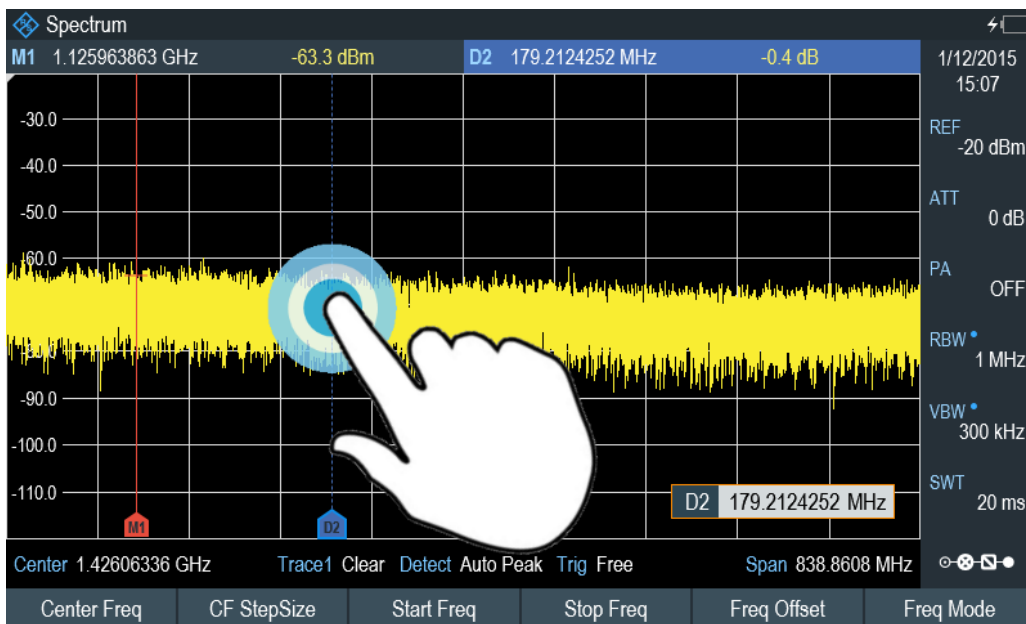 Spectrum
M1 1.125963863 GHz -63.3 dBm D2 179.2124252 MHz -0.4 dB
1/12/2015
15:07
REF
-20 dBm
ATT
0 dB
PA
OFF
RBW
1 MHz
VBW
300 kHz
SWT
20 ms
-30.0
-40.0
-50.0
-60.0
-80.0
-90.0
-100.0
-110.0
M1 D2
D2 179.2124252 MHz
Center 1.42606336 GHz Trace1 Clear Detect Auto Peak Trig Free Span 838.8608 MHz
Center Freq CF StepSize Start Freq Stop Freq Freq Offset Freq Mode